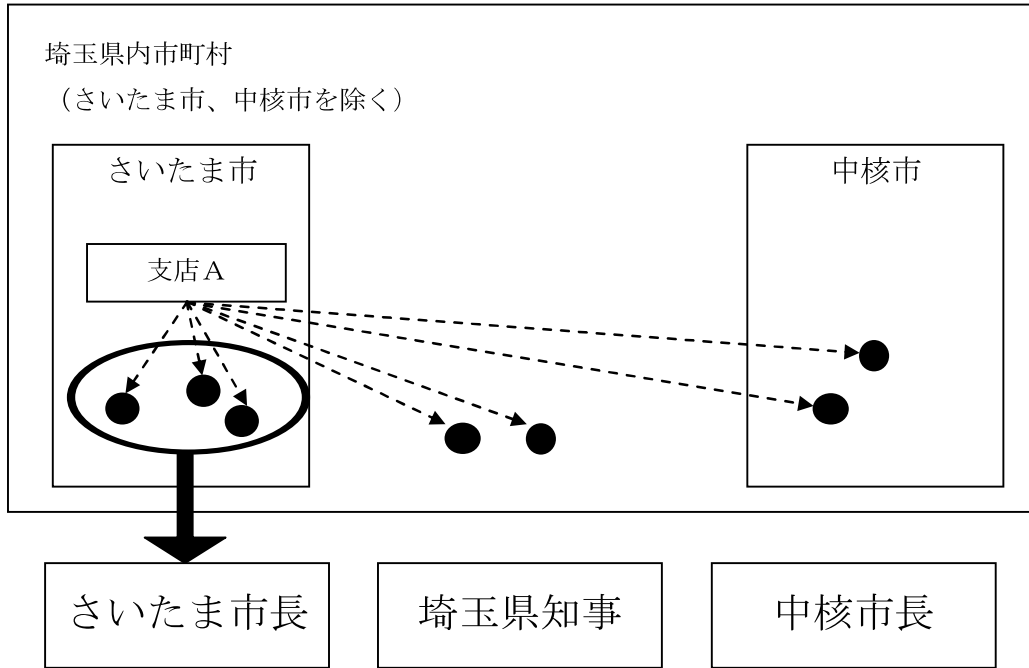 埼玉県内市町村
（さいたま市、中核市を除く）
さいたま市
中核市
支店Ａ
さいたま市長
埼玉県知事
中核市長